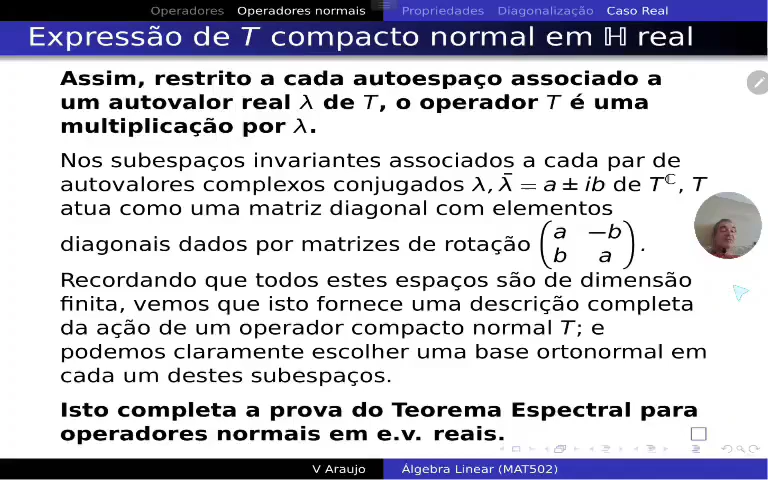 Operadores Operadores normais Propriedades Diagonalização Caso Real
Expressão de T compacto normal em ℍ real
Assim, restrito a cada autoespaço associado a
um autovalor real λ de T, o operador T é uma
multiplicação por λ.
Nos subespaços invariantes associados a cada par de
autovalores complexos conjugados λ, λ̄ = a ± ib de T^ℂ, T
atua como uma matriz diagonal com elementos
diagonais dados por matrizes de rotação (a −b
b a).
Recordando que todos estes espaços são de dimensão
finita, vemos que isto fornece uma descrição completa
da ação de um operador compacto normal T; e
podemos claramente escolher uma base ortonormal em
cada um destes subespaços.
Isto completa a prova do Teorema Espectral para
operadores normais em e.v. reais. □
V Araujo Álgebra Linear (MAT502)